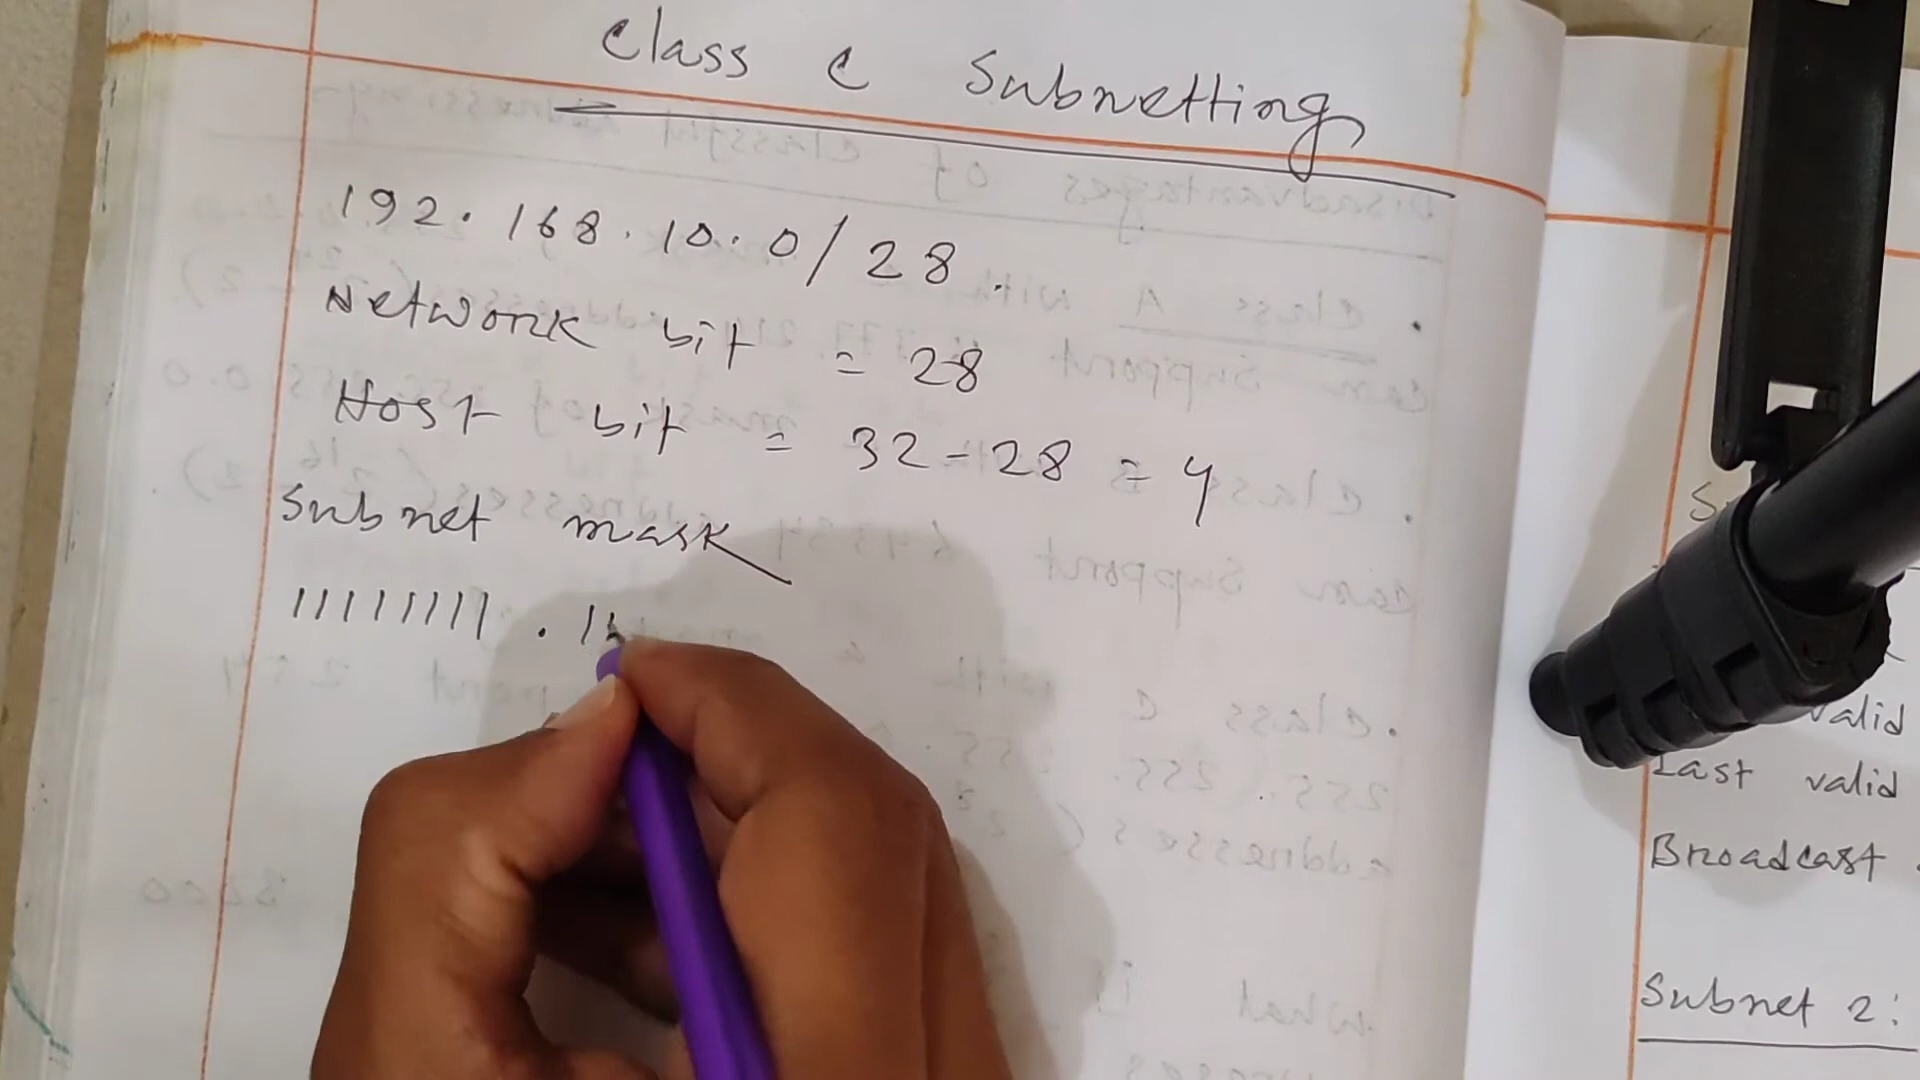 Class C Subnetting
192.168.10.0/28.
Network bit = 28
Host bit = 32-28 = 4
Subnet mask
11111111 . 11
valid
Last valid
Broadcast
Subnet 2: